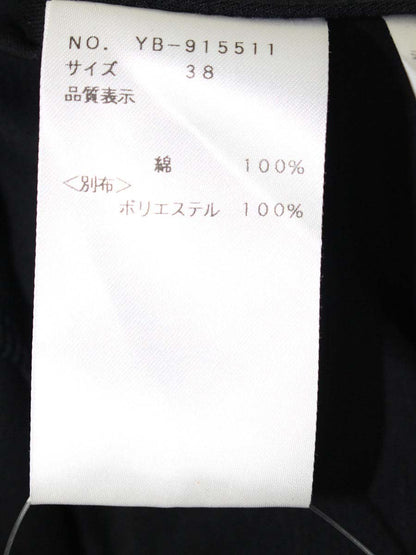 NO. YB-915511
サイズ 38
品質表示
綿 100%
<別布>
ポリエステル 100%